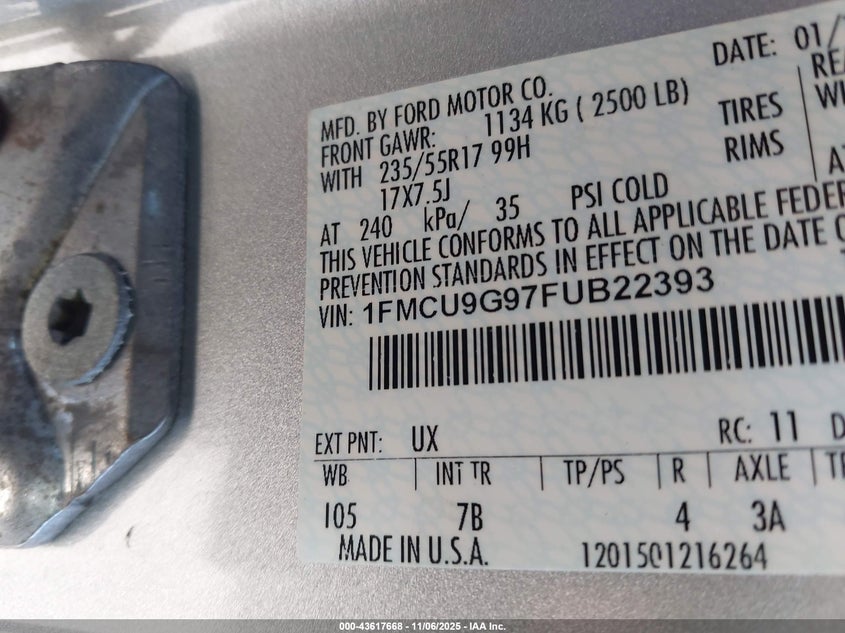 DATE: 01/
MFD. BY FORD MOTOR CO.
FRONT GAWR: 1134 KG ( 2500 LB)
WITH 235/55R17 99H TIRES
17X7.5J RIMS
AT 240 kPa/ 35 PSI COLD
THIS VEHICLE CONFORMS TO ALL APPLICABLE
PREVENTION STANDARDS IN EFFECT ON THE DATE
VIN: 1FMCU9G97FUB22393
EXT PNT: UX RC: 11
WB INT TR TP/PS R AXLE
105 7B 4 3A
MADE IN U.S.A. 1201501216264
000-43617668 - 11/06/2025 - IAA Inc.